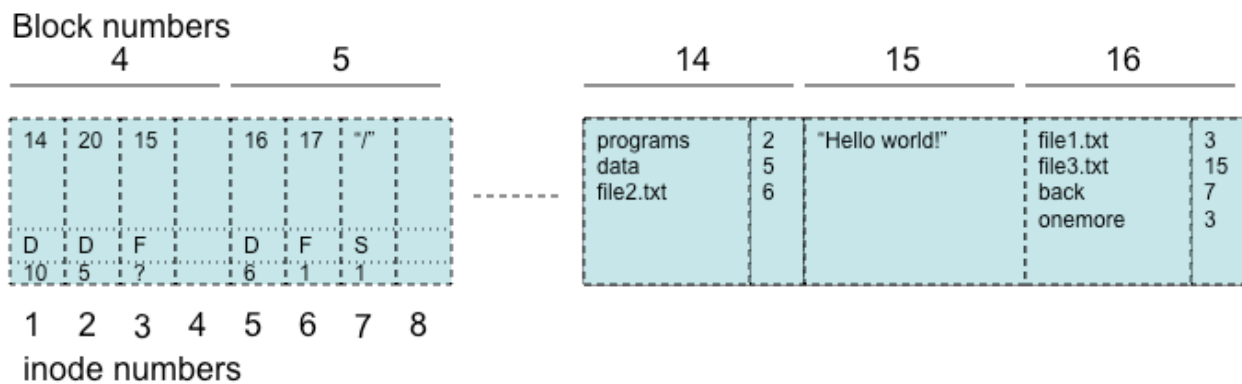 Block numbers
4 5 14 15 16
14 20 15 16 17 “/” programs 2 “Hello world!” file1.txt 3
data 5 file3.txt 15
file2.txt 6 back 7
onemore 3
D D F D F S
10 5 ? 6 1 1
1 2 3 4 5 6 7 8
inode numbers